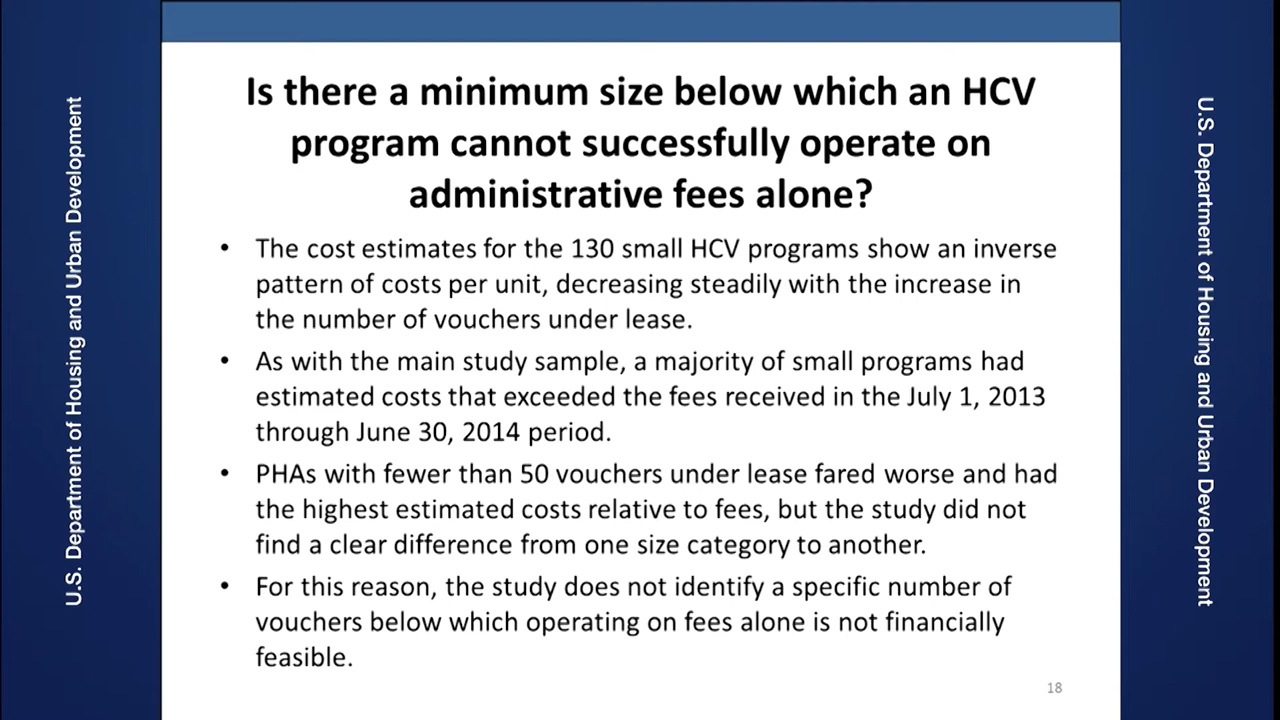 U.S. Department of Housing and Urban Development
Is there a minimum size below which an HCV
program cannot successfully operate on
administrative fees alone?
• The cost estimates for the 130 small HCV programs show an inverse
pattern of costs per unit, decreasing steadily with the increase in
the number of vouchers under lease.
• As with the main study sample, a majority of small programs had
estimated costs that exceeded the fees received in the July 1, 2013
through June 30, 2014 period.
• PHAs with fewer than 50 vouchers under lease fared worse and had
the highest estimated costs relative to fees, but the study did not
find a clear difference from one size category to another.
• For this reason, the study does not identify a specific number of
vouchers below which operating on fees alone is not financially
feasible.
18
U.S. Department of Housing and Urban Development